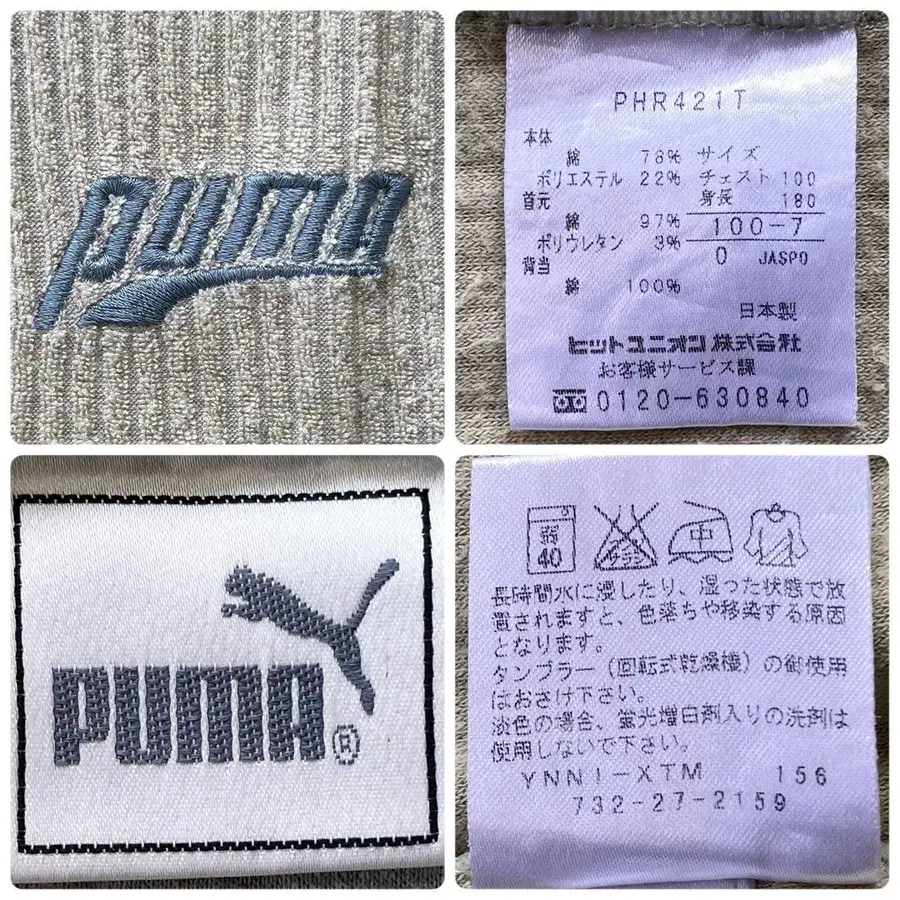 puma
PHR421T
本体
綿 78% サイズ
ポリエステル 22% チェスト 100
首元 身長 180
綿 97% 100-7
ポリウレタン 3%
O JASPO
背当
綿 100%
日本製
ヒットユニオン株式会社
お客様サービス課
0120-630840
PUMA®
弱
40
中
長時間水に浸したり、湿った状態で放
置されますと、色落ちや移染する原因
となります。
タンブラー(回転式乾燥機)の御使用
はおさけ下さい。
淡色の場合、蛍光増白剤入りの洗剤は
使用しないで下さい。
YNN1-XTM 156
732-27-2159